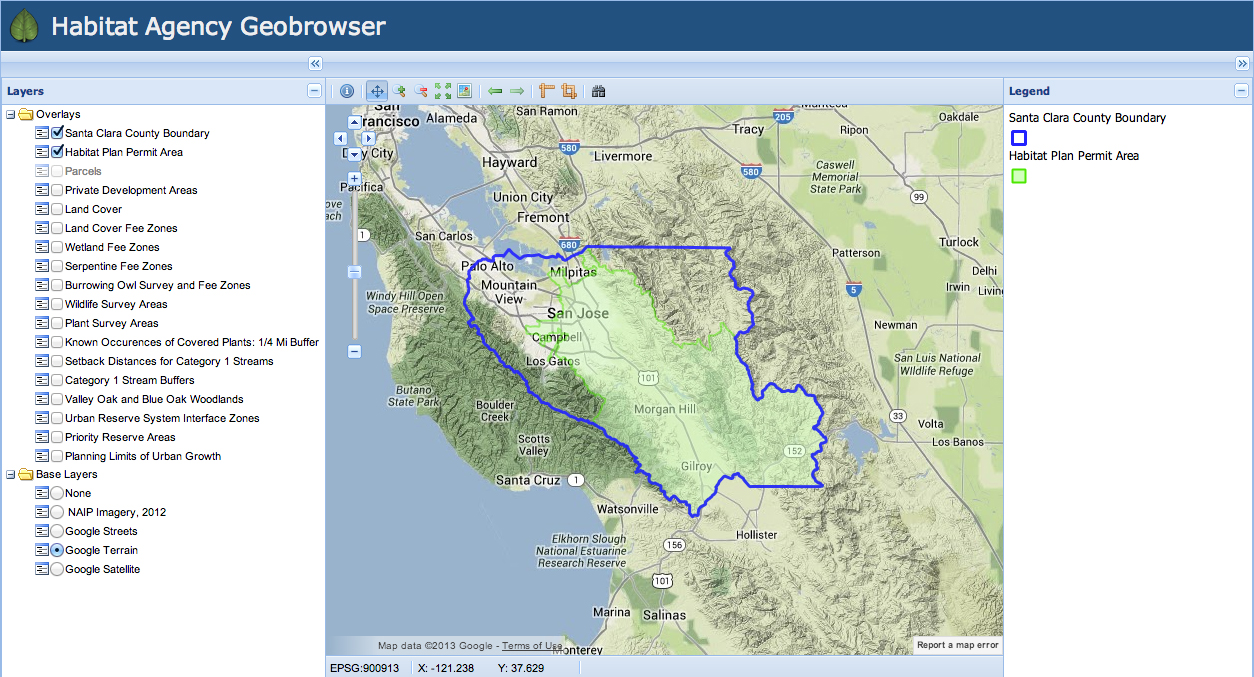 Habitat Agency Geobrowser
Layers
Overlays
Santa Clara County Boundary
Habitat Plan Permit Area
Parcels
Private Development Areas
Land Cover
Land Cover Fee Zones
Wetland Fee Zones
Serpentine Fee Zones
Burrowing Owl Survey and Fee Zones
Wildlife Survey Areas
Plant Survey Areas
Known Occurences of Covered Plants: 1/4 Mi Buffer
Setback Distances for Category 1 Streams
Category 1 Stream Buffers
Valley Oak and Blue Oak Woodlands
Urban Reserve System Interface Zones
Priority Reserve Areas
Planning Limits of Urban Growth
Base Layers
None
NAIP Imagery, 2012
Google Streets
Google Terrain
Google Satellite
San
Francisco
Alameda
San Ramon
Manteca
205
Oakdale
Tracy
Ripon
Daly City
580
Livermore
Hayward
580
Caswell
Memorial
State Park
Pacifica
Union City
99
Fremont
1
San Carlos
680
Turlock
Patterson
Palo Alto
Milpitas
Delhi
Mountain
View
Irwin
Livin
5
Windy Hill Open
Space Preserve
San Jose
Newman
Campbell
Los Gatos
San Luis National
Wildlife Refuge
101
Butano
State Park
Boulder
Creek
Morgan Hill
33
Volta
Scotts
Valley
Los Banos
152
Gilroy
Santa Cruz
1
Watsonville
Elkhorn Slough
National Estuarine
Research Reserve
156
Hollister
101
Marina
Salinas
Monterey
Map data ©2013 Google - Terms of Use
Report a map error
EPSG:900913
X: -121.238
Y: 37.629
Legend
Santa Clara County Boundary
Habitat Plan Permit Area